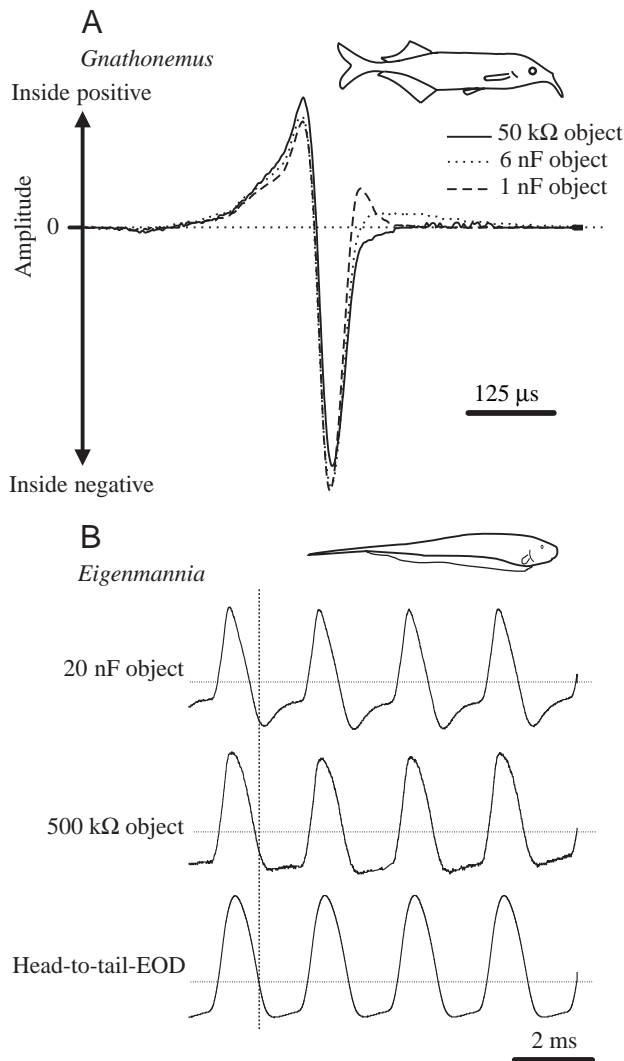 A
Gnathonemus
Inside positive
50 kΩ object
6 nF object
1 nF object
Amplitude
0
125 µs
Inside negative
B
Eigenmannia
20 nF object
500 kΩ object
Head-to-tail-EOD
2 ms